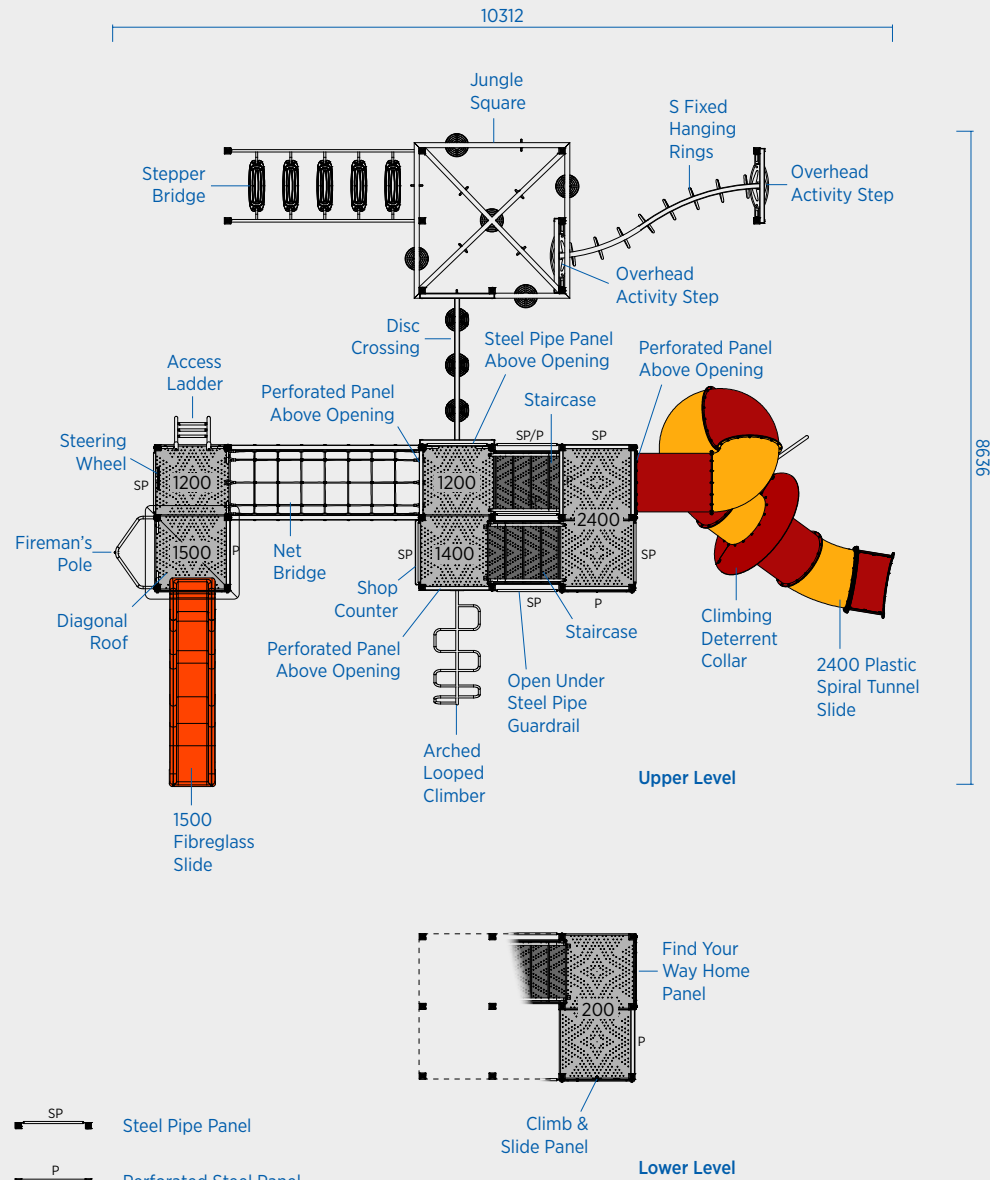 10312
Jungle
Square
S Fixed
Hanging
Rings
Stepper
Bridge
Overhead
Activity Step
Overhead
Activity Step
8636
Disc
Crossing
Steel Pipe Panel
Above Opening
Perforated Panel
Above Opening
Access
Ladder
Perforated Panel
Above Opening
Staircase
Steering
Wheel
SP/P
SP
SP
1200
1200
P
2400
Fireman's
Pole
1500
P
Net
Bridge
SP
1400
SP
Shop
Counter
SP
P
Diagonal
Roof
Staircase
Perforated Panel
Above Opening
Climbing
Deterrent
Collar
2400 Plastic
Spiral Tunnel
Slide
Open Under
Steel Pipe
Guardrail
Arched
Looped
Climber
Upper Level
1500
Fibreglass
Slide
Find Your
Way Home
Panel
200
P
Climb &
Slide Panel
Lower Level
SP
Steel Pipe Panel
P
Perforated Steel Panel